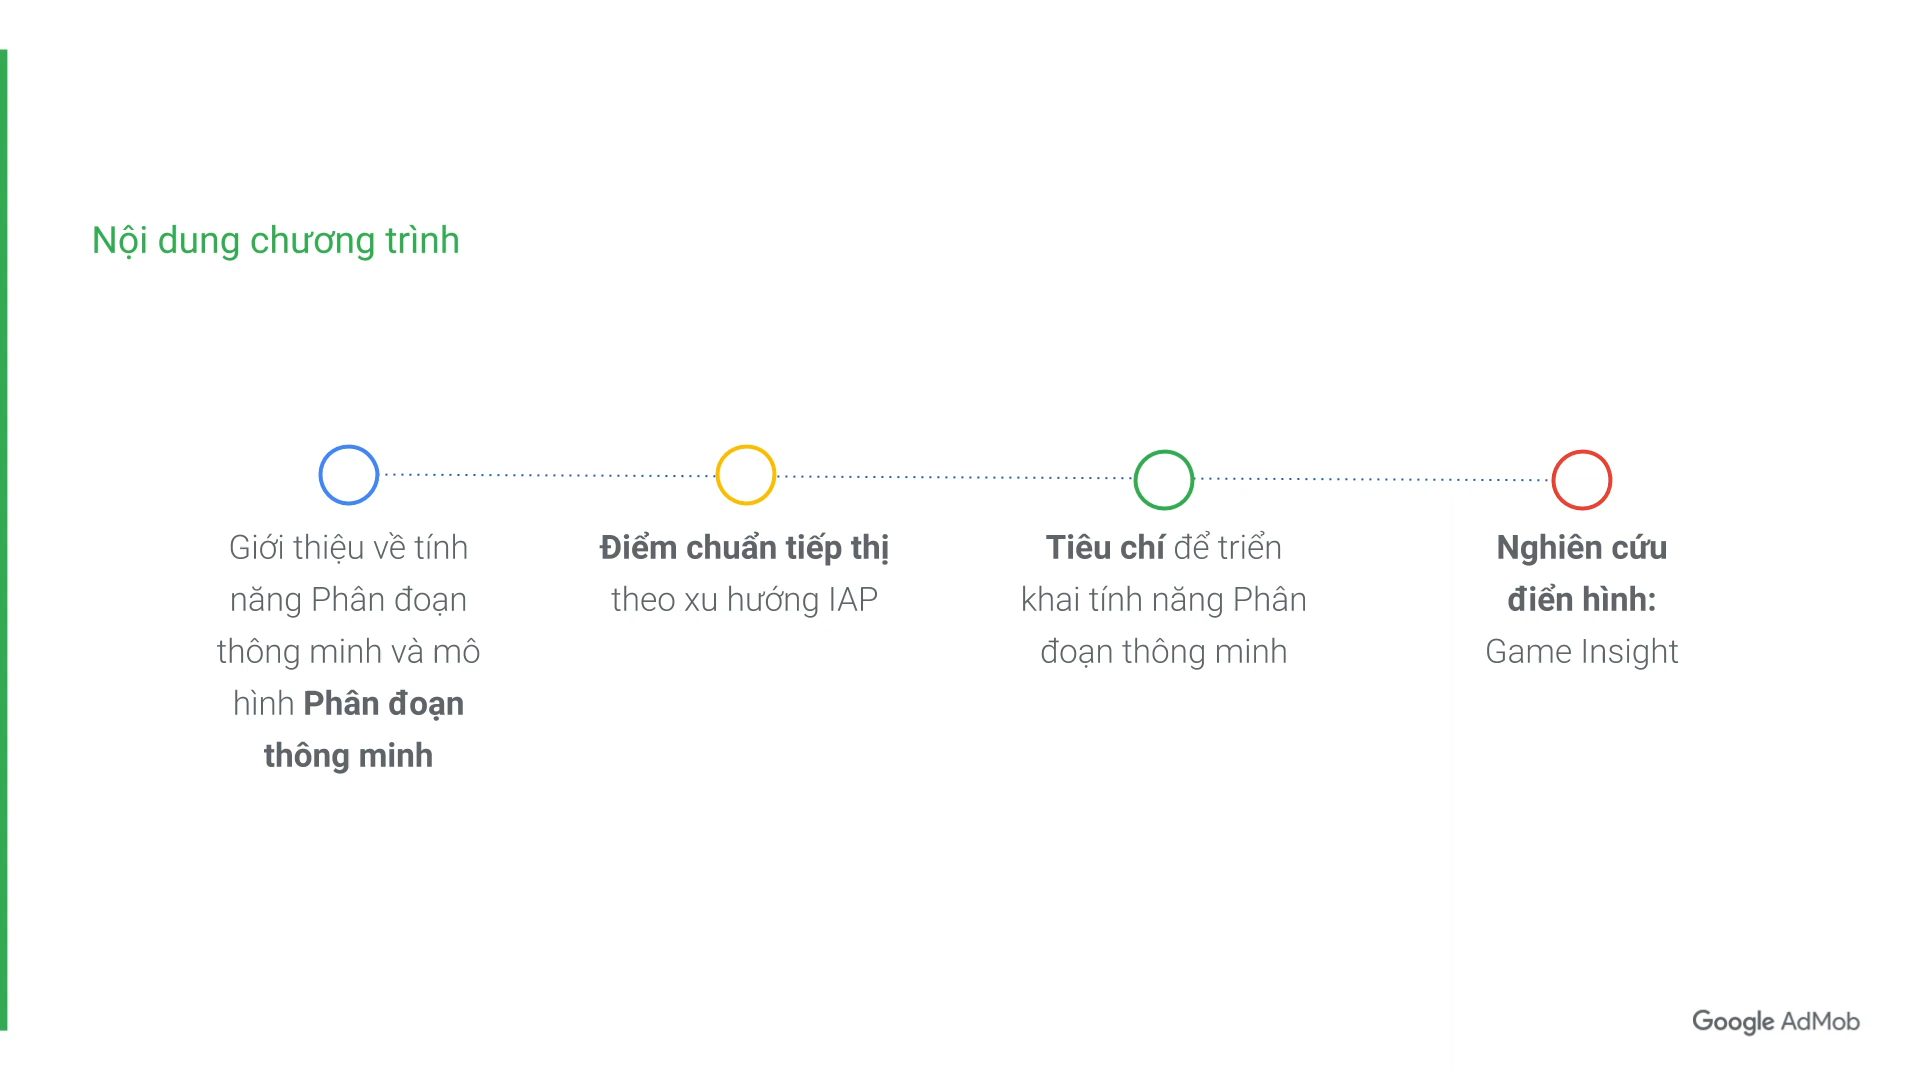 Nội dung chương trình
Giới thiệu về tính
năng Phân đoạn
thông minh và mô
hình Phân đoạn
thông minh
Điểm chuẩn tiếp thị
theo xu hướng IAP
Tiêu chí để triển
khai tính năng Phân
đoạn thông minh
Nghiên cứu
điển hình:
Game Insight
Google AdMob